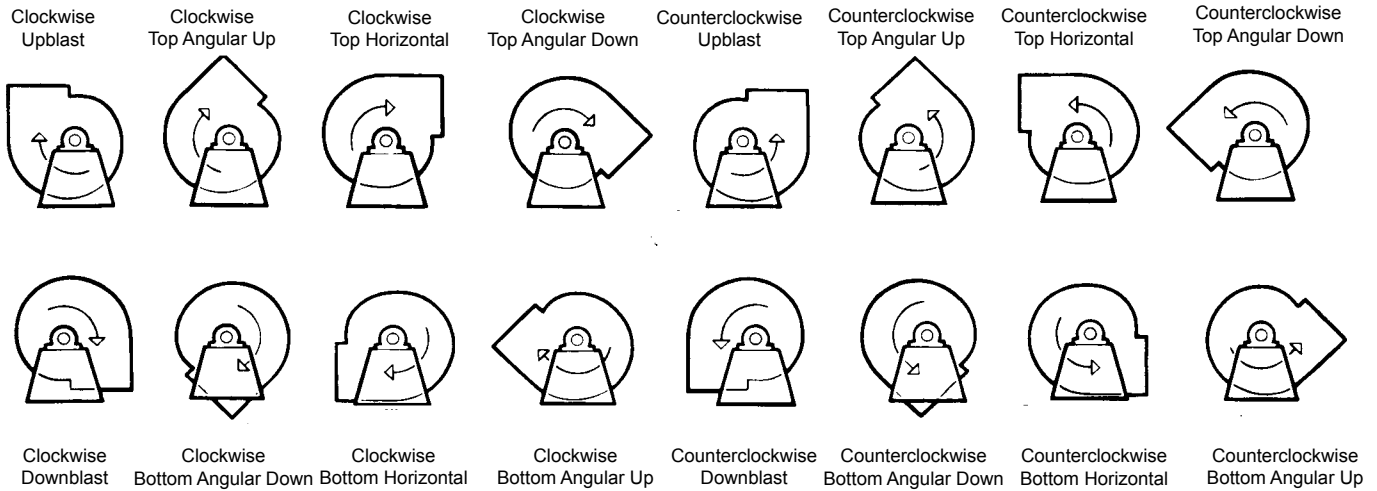 Clockwise
Upblast
Clockwise
Top Angular Up
Clockwise
Top Horizontal
Clockwise
Top Angular Down
Counterclockwise
Upblast
Counterclockwise
Top Angular Up
Counterclockwise
Top Horizontal
Counterclockwise
Top Angular Down
Clockwise
Downblast
Clockwise
Bottom Angular Down
Clockwise
Bottom Horizontal
Clockwise
Bottom Angular Up
Counterclockwise
Downblast
Counterclockwise
Bottom Angular Down
Counterclockwise
Bottom Horizontal
Counterclockwise
Bottom Angular Up